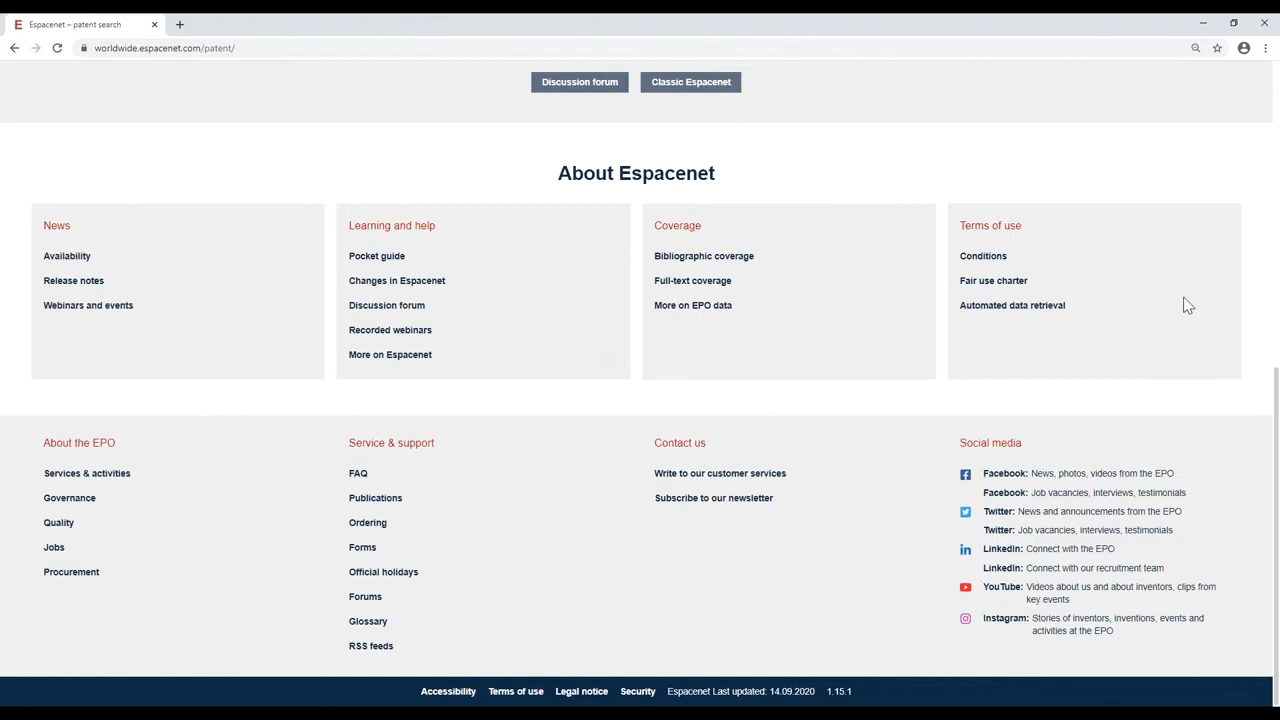 E Espacenet – patent search
worldwide.espacenet.com/patent/
Discussion forum
Classic Espacenet
About Espacenet
News
Availability
Release notes
Webinars and events
Learning and help
Pocket guide
Changes in Espacenet
Discussion forum
Recorded webinars
More on Espacenet
Coverage
Bibliographic coverage
Full-text coverage
More on EPO data
Terms of use
Conditions
Fair use charter
Automated data retrieval
About the EPO
Services & activities
Governance
Quality
Jobs
Procurement
Service & support
FAQ
Publications
Ordering
Forms
Official holidays
Forums
Glossary
RSS feeds
Contact us
Write to our customer services
Subscribe to our newsletter
Social media
Facebook: News, photos, videos from the EPO
Facebook: Job vacancies, interviews, testimonials
Twitter: News and announcements from the EPO
Twitter: Job vacancies, interviews, testimonials
LinkedIn: Connect with the EPO
LinkedIn: Connect with our recruitment team
YouTube: Videos about us and about inventors, clips from
key events
Instagram: Stories of inventors, inventions, events and
activities at the EPO
Accessibility Terms of use Legal notice Security Espacenet Last updated: 14.09.2020 1.15.1